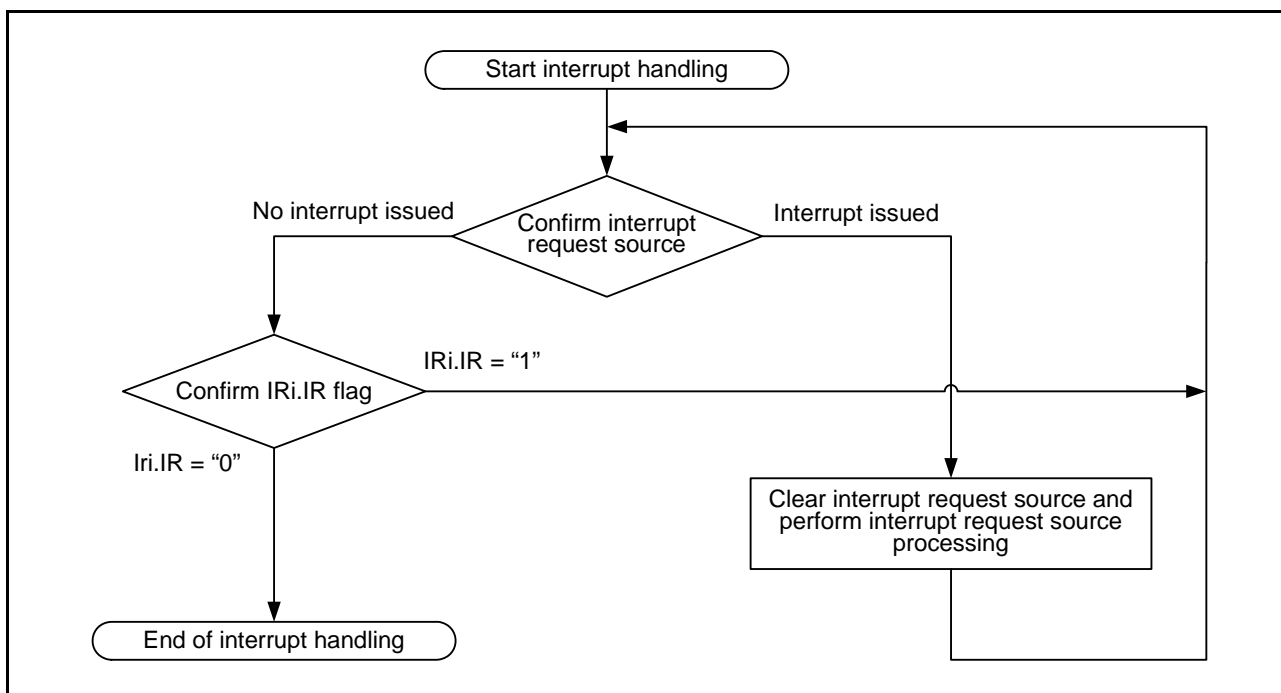 Start interrupt handling
No interrupt issued
Confirm interrupt
request source
Interrupt issued
Confirm IRi.IR flag
IRi.IR = “1”
Iri.IR = “0”
Clear interrupt request source and
perform interrupt request source
processing
End of interrupt handling